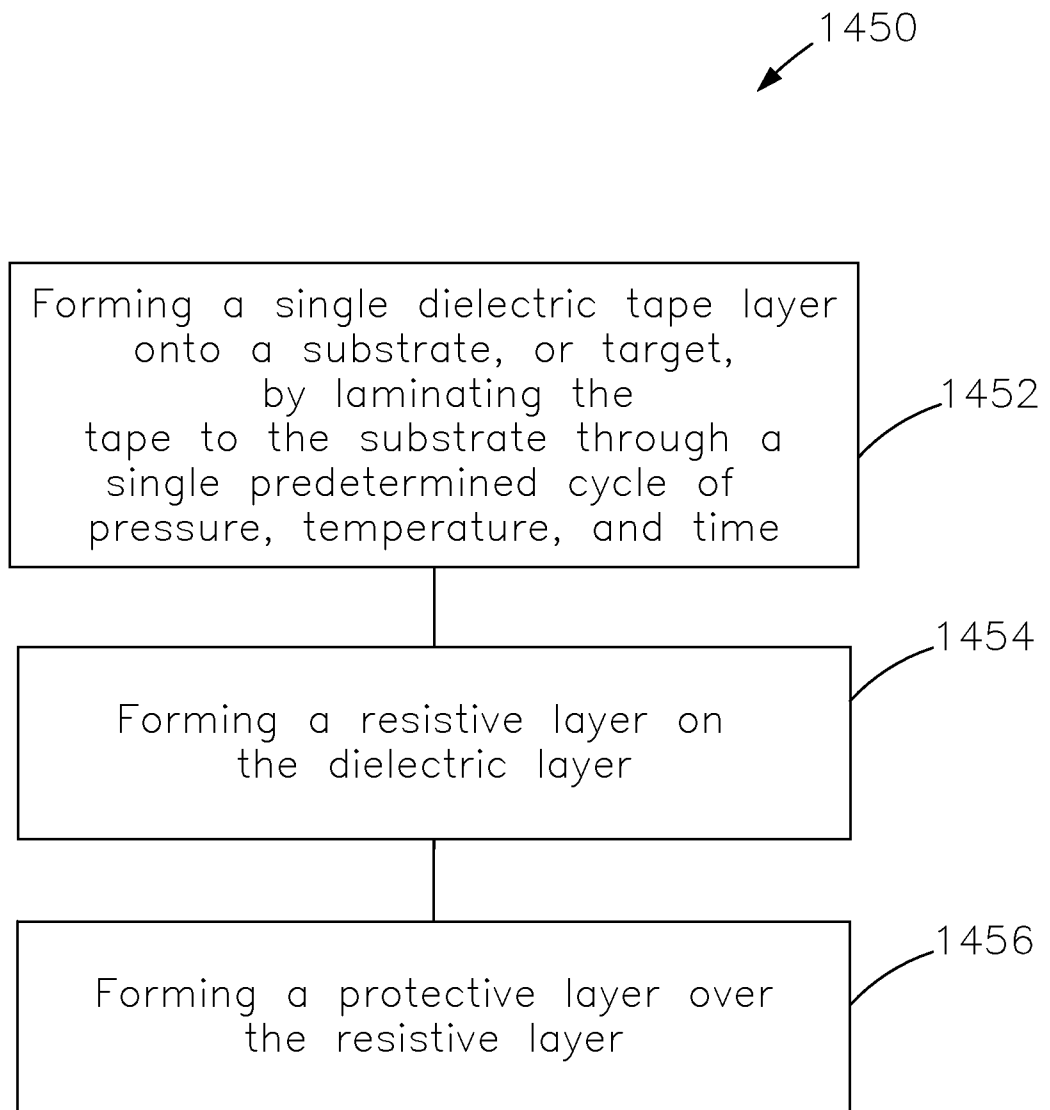 1450
Forming a single dielectric tape layer
onto a substrate, or target,
by laminating the
tape to the substrate through a
single predetermined cycle of
pressure, temperature, and time
1452
1454
Forming a resistive layer on
the dielectric layer
1456
Forming a protective layer over
the resistive layer